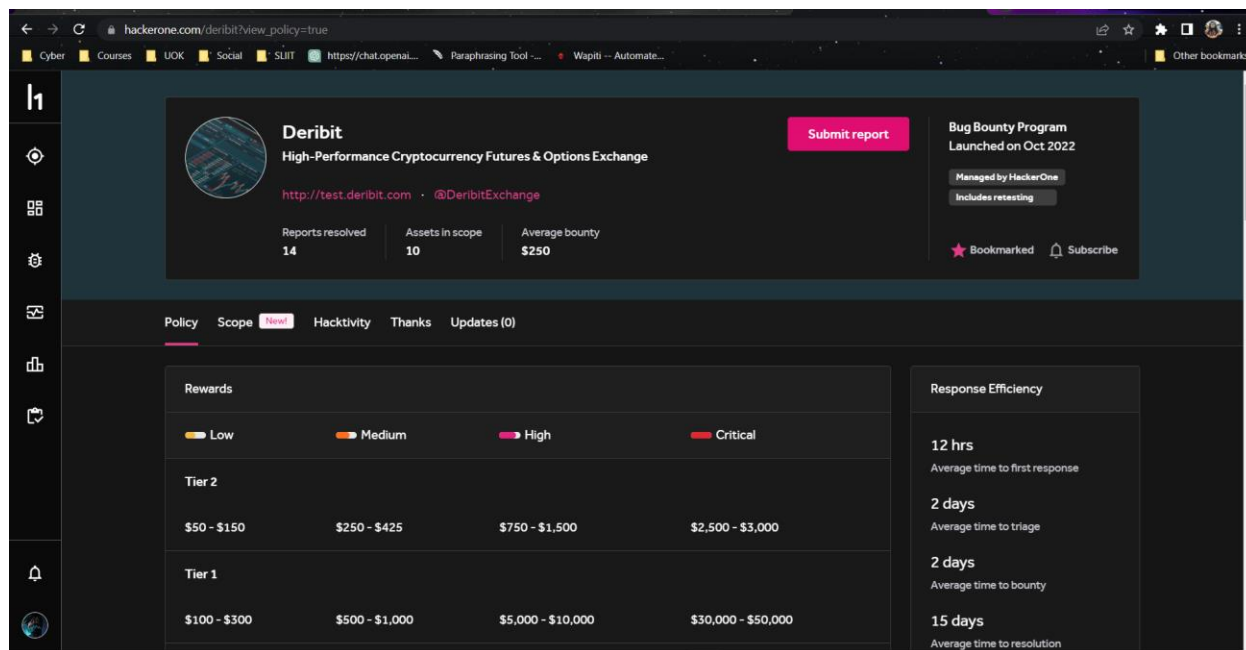 hackerone.com/deribit?view_policy=true
Cyber Courses UOK Social SLIIT https://chat.openai.... Paraphrasing Tool -... Wapiti -- Automate... Other bookmarks
h1
Deribit
High-Performance Cryptocurrency Futures & Options Exchange
http://test.deribit.com · @DeribitExchange
Reports resolved Assets in scope Average bounty
14 10 $250
Submit report
Bug Bounty Program
Launched on Oct 2022
Managed by HackerOne
Includes retesting
Bookmarked Subscribe
Policy Scope New! Hacktivity Thanks Updates (0)
Rewards
Low Medium High Critical
Tier 2
$50 - $150 $250 - $425 $750 - $1,500 $2,500 - $3,000
Tier 1
$100 - $300 $500 - $1,000 $5,000 - $10,000 $30,000 - $50,000
Response Efficiency
12 hrs
Average time to first response
2 days
Average time to triage
2 days
Average time to bounty
15 days
Average time to resolution